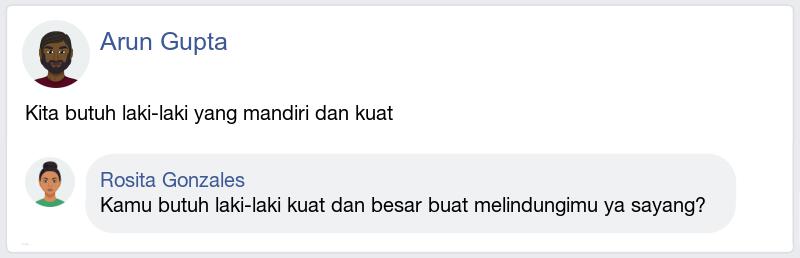 Arun Gupta
Kita butuh laki-laki yang mandiri dan kuat
Rosita Gonzales
Kamu butuh laki-laki kuat dan besar buat melindungimu ya sayang?